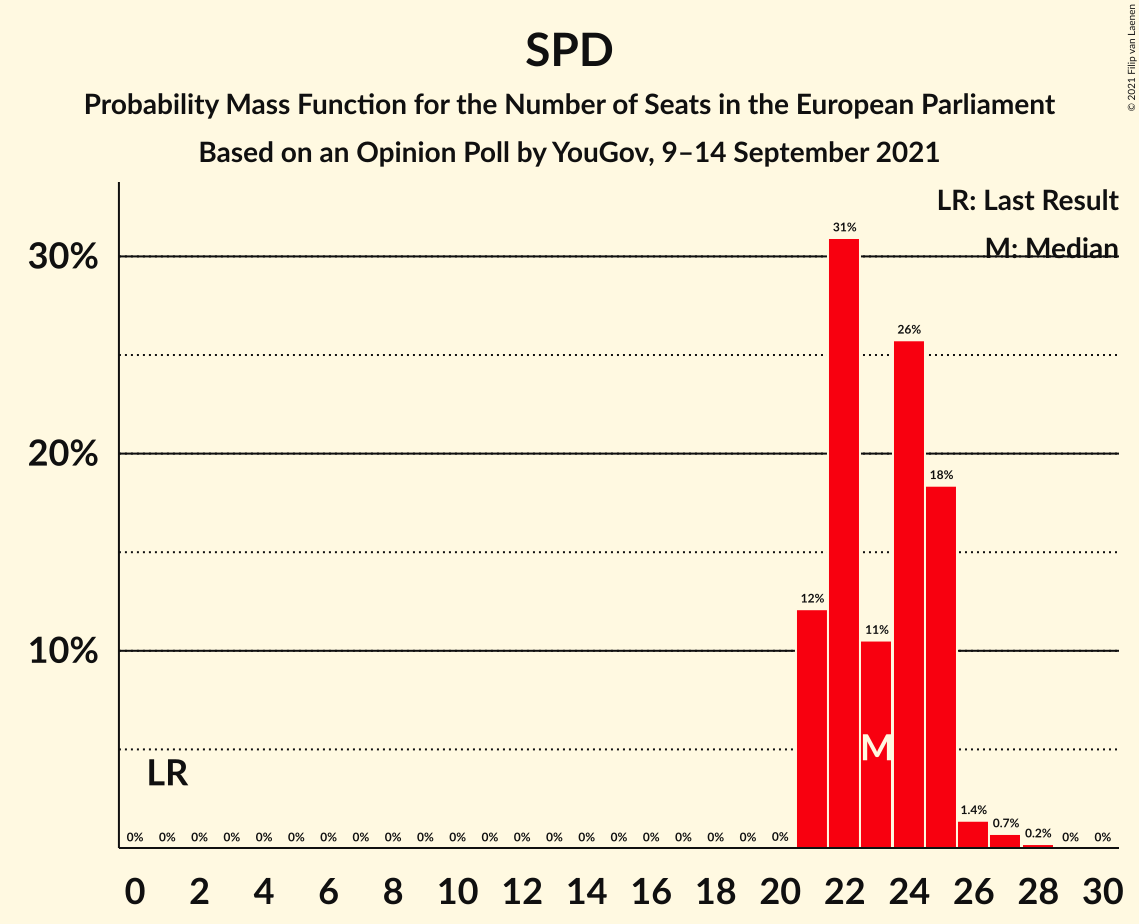 SPD
Probability Mass Function for the Number of Seats in the European Parliament
Based on an Opinion Poll by YouGov, 9–14 September 2021
© 2021 Filip van Laenen
LR: Last Result
M: Median
30%
20%
10%
31%
26%
18%
12%
11%
M
LR
1.4%
0.7%
0.2%
0% 0% 0% 0% 0% 0% 0% 0% 0% 0% 0% 0% 0% 0% 0% 0% 0% 0% 0% 0% 0% 0% 0%
0 2 4 6 8 10 12 14 16 18 20 22 24 26 28 30